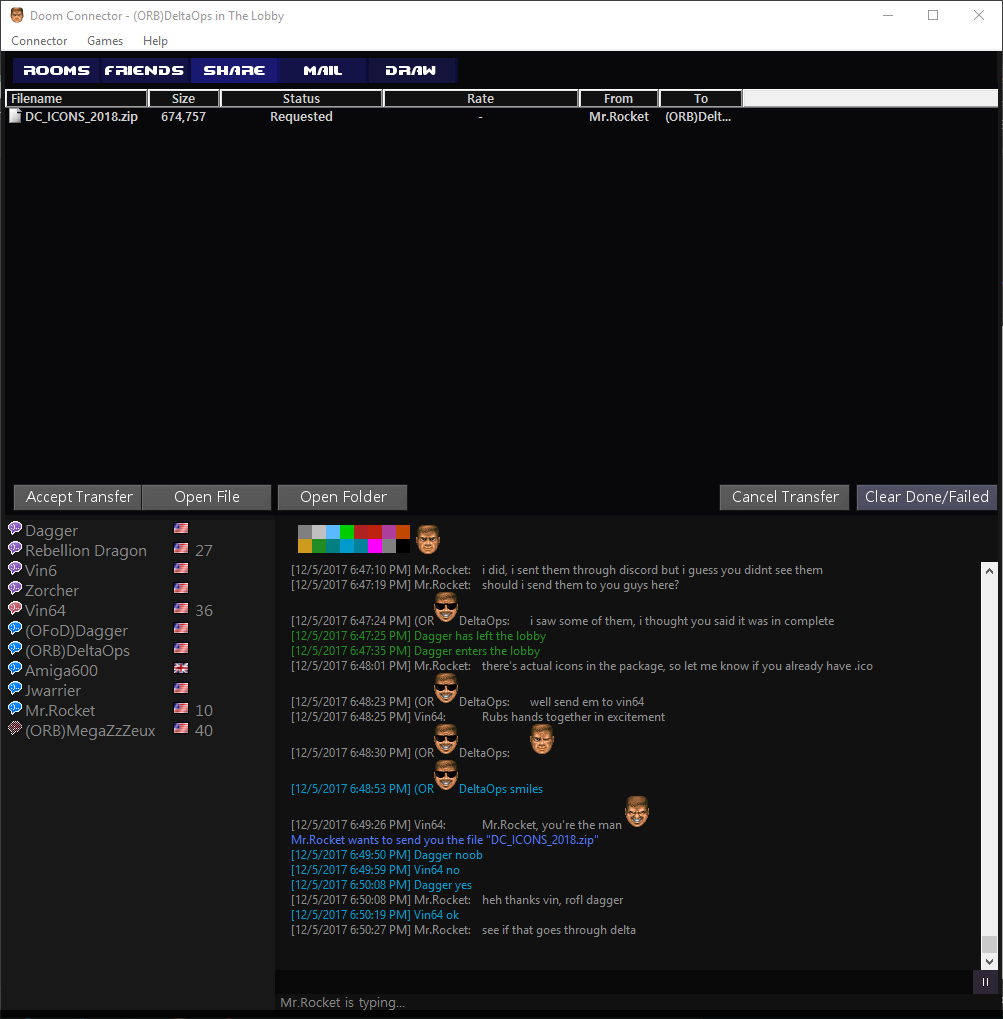 Doom Connector - (ORB)DeltaOps in The Lobby
Connector Games Help
ROOMS FRIENDS SHARE MAIL DRAW
Filename Size Status Rate From To
DC_ICONS_2018.zip 674,757 Requested - Mr.Rocket (ORB)Delt...
Accept Transfer Open File Open Folder Cancel Transfer Clear Done/Failed
Dagger
Rebellion Dragon 27
Vin6
Zorcher
Vin64 36
(OFoD)Dagger
(ORB)DeltaOps
Amiga600
Jwarrier
Mr.Rocket 10
(ORB)MegaZzZeux 40
[12/5/2017 6:47:10 PM] Mr.Rocket: i did, i sent them through discord but i guess you didnt see them
[12/5/2017 6:47:19 PM] Mr.Rocket: should i send them to you guys here?
[12/5/2017 6:47:24 PM] (OR DeltaOps: i saw some of them, i thought you said it was in complete
[12/5/2017 6:47:25 PM] Dagger has left the lobby
[12/5/2017 6:47:35 PM] Dagger enters the lobby
[12/5/2017 6:48:01 PM] Mr.Rocket: there's actual icons in the package, so let me know if you already have .ico
[12/5/2017 6:48:23 PM] (OR DeltaOps: well send em to vin64
[12/5/2017 6:48:25 PM] Vin64: Rubs hands together in excitement
[12/5/2017 6:48:30 PM] (OR DeltaOps:
[12/5/2017 6:48:53 PM] (OR DeltaOps smiles
[12/5/2017 6:49:26 PM] Vin64: Mr.Rocket, you're the man
Mr.Rocket wants to send you the file "DC_ICONS_2018.zip"
[12/5/2017 6:49:50 PM] Dagger noob
[12/5/2017 6:49:59 PM] Vin64 no
[12/5/2017 6:50:08 PM] Dagger yes
[12/5/2017 6:50:08 PM] Mr.Rocket: heh thanks vin, rofl dagger
[12/5/2017 6:50:19 PM] Vin64 ok
[12/5/2017 6:50:27 PM] Mr.Rocket: see if that goes through delta
Mr.Rocket is typing...